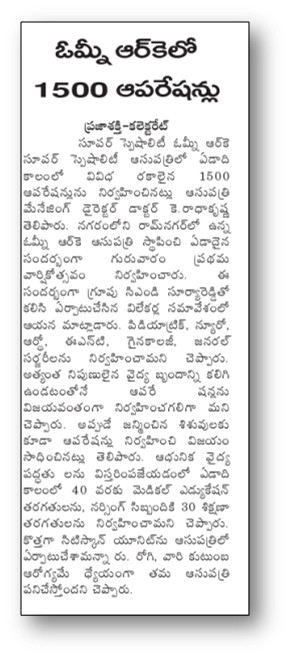 ఓమ్నీ ఆర్‌కెలో
1500 ఆపరేషన్లు
ప్రజాశక్తి-కలెక్టరేట్
సూపర్ స్పెషాలిటీ ఓమ్నీ ఆర్‌కె
సూపర్ స్పెషాలిటీ ఆసుపత్రిలో ఏడాది
కాలంలో వివిధ రకాలైన 1500
ఆపరేషన్లును నిర్వహించినట్లు ఆసుపత్రి
మేనేజింగ్ డైరెక్టర్ డాక్టర్ కె.రాధాకృష్ణ
తెలిపారు. నగరంలోని రామ్‌నగర్‌లో ఉన్న
ఓమ్నీ ఆర్‌కె ఆసుపత్రి స్థాపించి ఏడాదైన
సందర్భంగా గురువారం ప్రథమ
వార్షికోత్సవం నిర్వహించారు. ఈ
సందర్భంగా గ్రూపు సిఎండి సూర్యారెడ్డితో
కలిసి ఏర్పాటుచేసిన విలేకర్ల సమావేశంలో
ఆయన మాట్లాడారు. పిడియాట్రిక్, న్యూరో,
ఆర్థో, ఈఎన్‌టి, గైనకాలజీ, జనరల్
సర్జరీలను నిర్వహించామని చెప్పారు.
అత్యంత నిపుణులైన వైద్య బృందాన్ని కలిగి
ఉండటంతోనే ఆపరే షన్లను
విజయవంతంగా నిర్వహించగలిగా మని
చెప్పారు. అప్పుడే జన్మించిన శిశువులకు
కూడా ఆపరేషన్లు నిర్వహించి విజయం
సాధించినట్లు తెలిపారు. ఆధునిక వైద్య
పద్ధతు లను విస్తరింపజేయడంలో ఏడాది
కాలంలో 40 వరకు మెడికల్ ఎడ్యుకేషన్
తరగతులను, నర్సింగ్ సిబ్బందికి 30 శిక్షణా
తరగతులను నిర్వహించామని చెప్పారు.
కొత్తగా సిటిస్కాన్ యూనిట్‌ను ఆసుపత్రిలో
ఏర్పాటుచేశామన్నా రు. రోగి, వారి కుటుంబ
ఆరోగ్యమే ధ్యేయంగా తమ ఆసుపత్రి
పనిచేస్తోందని చెప్పారు.